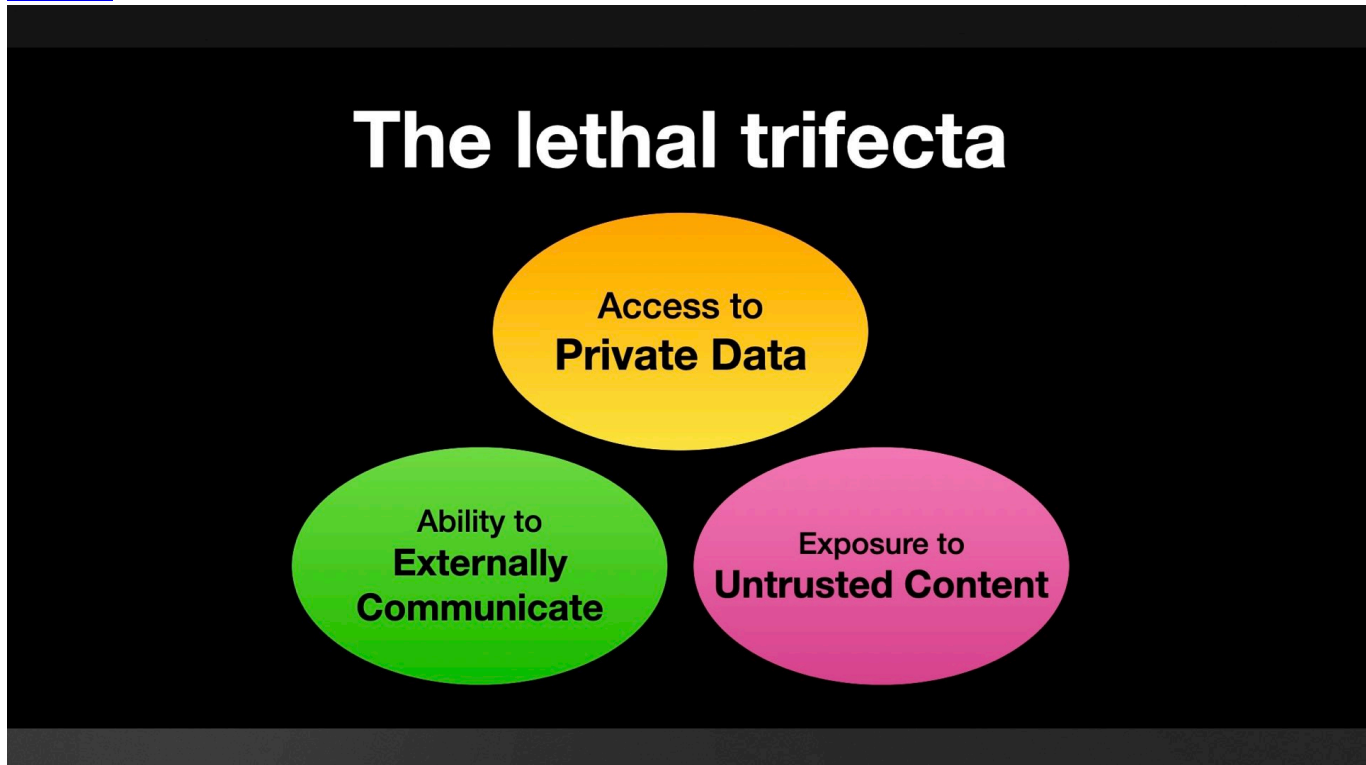 The lethal trifecta
Access to
Private Data
Ability to
Externally
Communicate
Exposure to
Untrusted Content